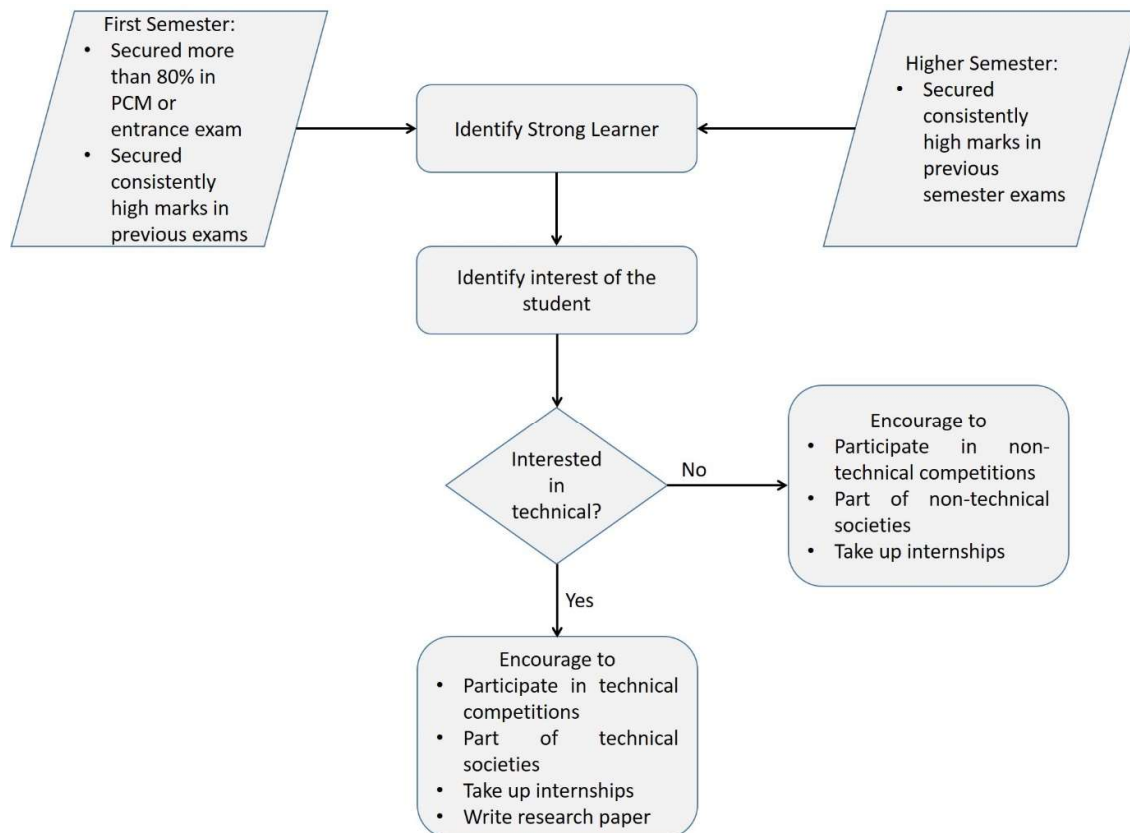 First Semester:
• Secured more
than 80% in
PCM or
entrance exam
• Secured
consistently
high marks in
previous exams
Identify Strong Learner
Higher Semester:
• Secured
consistently
high marks in
previous
semester exams
Identify interest of the
student
Interested
in
technical?
No
Encourage to
• Participate in non-
technical competitions
• Part of non-technical
societies
• Take up internships
Yes
Encourage to
• Participate in technical
competitions
• Part of technical
societies
• Take up internships
• Write research paper